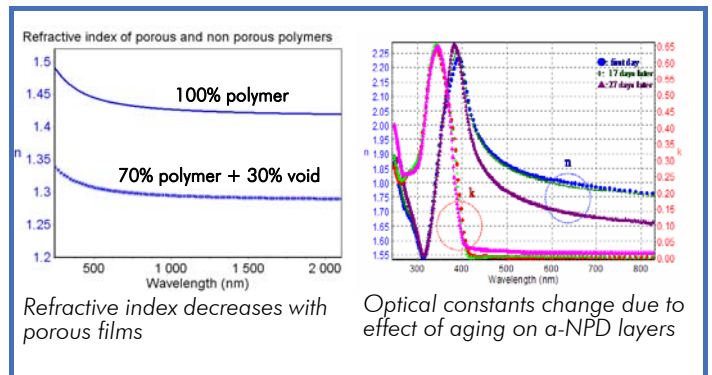 Refractive index of porous and non porous polymers
1.5
1.4
1.43
n
1.3
1.25
1.2
100% polymer
70% polymer + 30% void
500
1 000
1 500
2 100
Wavelength (nm)
Refractive index decreases with
porous films
2.25
2.20
2.15
2.10
2.05
2.00
1.95
1.90
n
1.85
1.80
1.75
1.70
1.65
1.60
1.55
: first day
: 17 days later
: 27 days later
n
k
0.65
0.60
0.55
0.50
0.45
0.40
0.35
k
0.30
0.25
0.20
0.15
0.10
0.05
0.00
300
400
500
600
700
800
Wavelength (nm)
Optical constants change due to
effect of aging on a-NPD layers